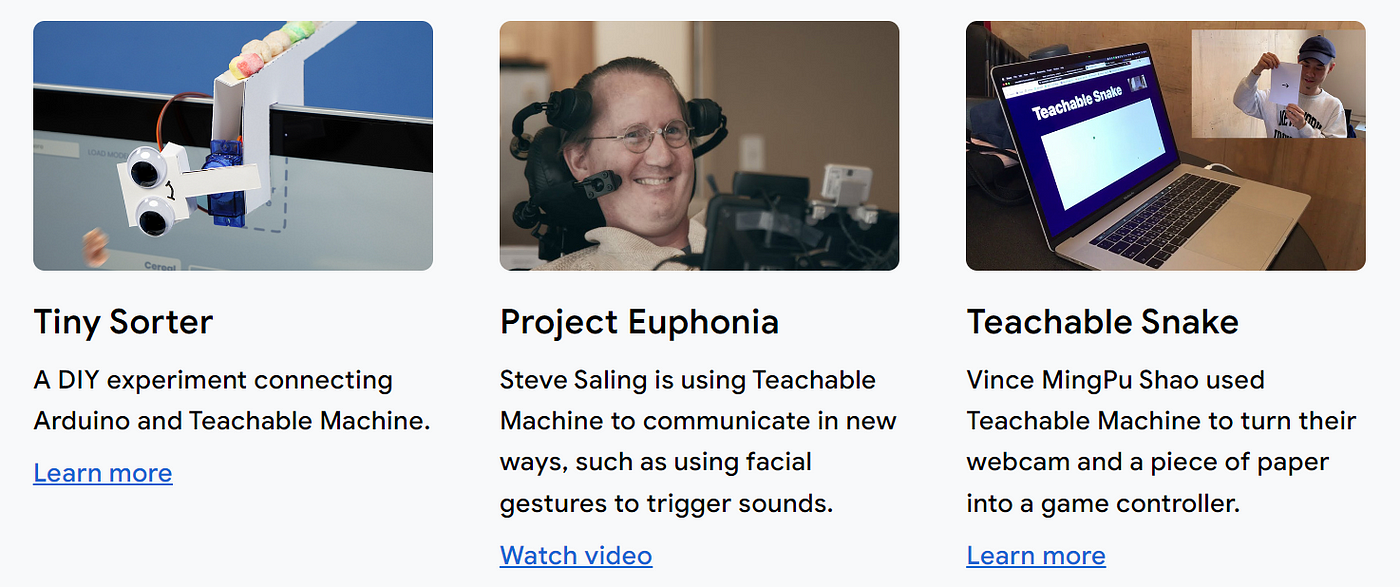 Teachable Snake
Cereal
Tiny Sorter
A DIY experiment connecting
Arduino and Teachable Machine.
Learn more
Project Euphonia
Steve Saling is using Teachable
Machine to communicate in new
ways, such as using facial
gestures to trigger sounds.
Watch video
Teachable Snake
Vince MingPu Shao used
Teachable Machine to turn their
webcam and a piece of paper
into a game controller.
Learn more